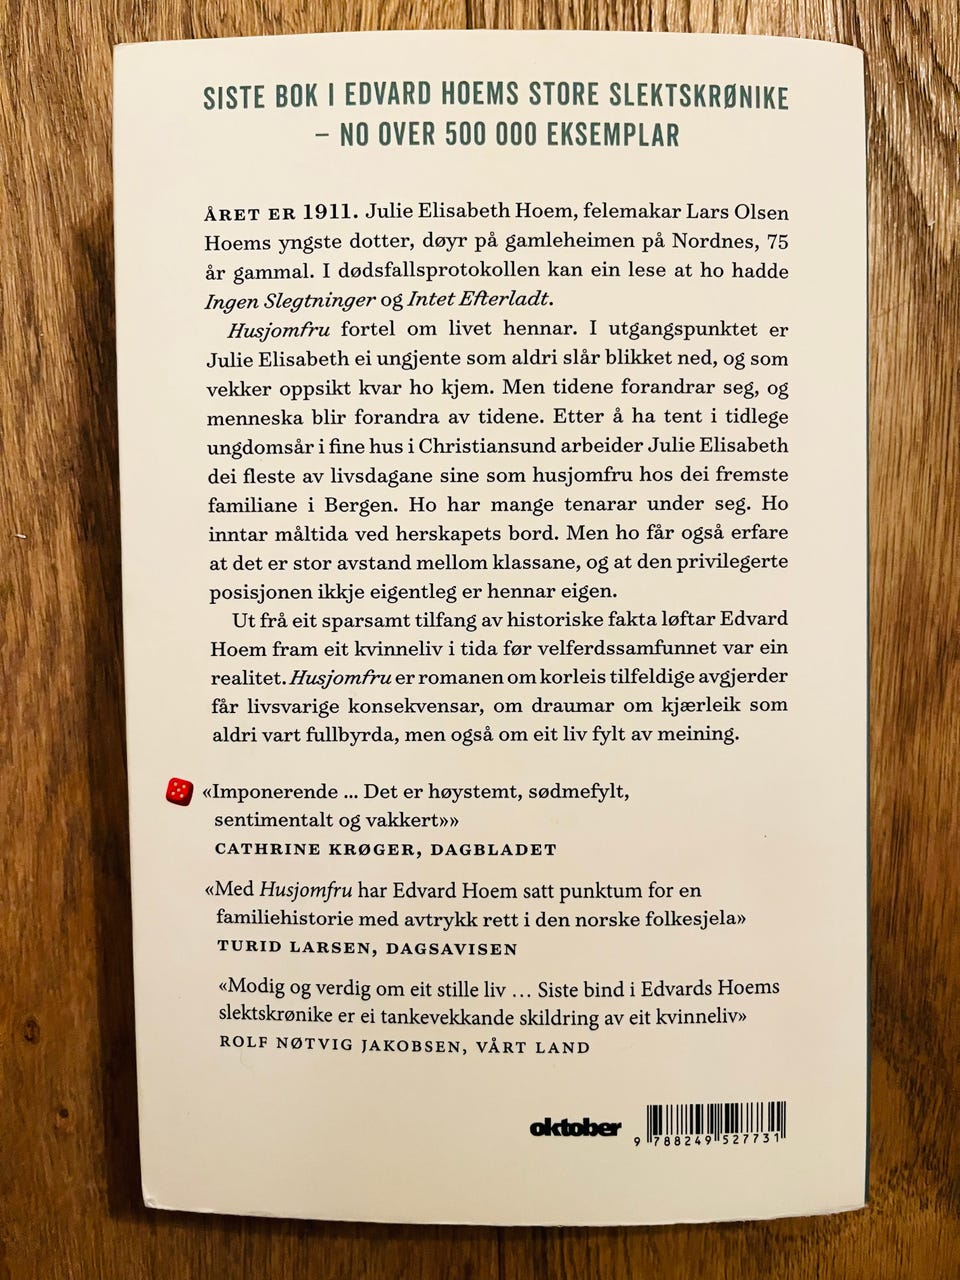 SISTE BOK I EDVARD HOEMS STORE SLEKTSKRØNIKE
– NO OVER 500 000 EKSEMPLAR
ÅRET ER 1911. Julie Elisabeth Hoem, felemakar Lars Olsen
Hoems yngste dotter, døyr på gamleheimen på Nordnes, 75
år gammal. I dødsfallsprotokollen kan ein lese at ho hadde
Ingen Slegtninger og Intet Efterladt.
Husjomfru fortel om livet hennar. I utgangspunktet er
Julie Elisabeth ei ungjente som aldri slår blikket ned, og som
vekker oppsikt kvar ho kjem. Men tidene forandrar seg, og
menneska blir forandra av tidene. Etter å ha tent i tidlege
ungdomsår i fine hus i Christiansund arbeider Julie Elisabeth
dei fleste av livsdagane sine som husjomfru hos dei fremste
familiane i Bergen. Ho har mange tenarar under seg. Ho
inntar måltida ved herskapets bord. Men ho får også erfare
at det er stor avstand mellom klassane, og at den privilegerte
posisjonen ikkje eigentleg er hennar eigen.
Ut frå eit sparsamt tilfang av historiske fakta løftar Edvard
Hoem fram eit kvinneliv i tida før velferdssamfunnet var ein
realitet. Husjomfru er romanen om korleis tilfeldige avgjerder
får livsvarige konsekvensar, om draumar om kjærleik som
aldri vart fullbyrda, men også om eit liv fylt av meining.
«Imponerende ... Det er høystemt, sødmefylt,
sentimentalt og vakkert»»
CATHRINE KRØGER, DAGBLADET
«Med Husjomfru har Edvard Hoem satt punktum for en
familiehistorie med avtrykk rett i den norske folkesjela»
TURID LARSEN, DAGSAVISEN
«Modig og verdig om eit stille liv ... Siste bind i Edvards Hoems
slektskrønike er ei tankevekkande skildring av eit kvinneliv»
ROLF NØTVIG JAKOBSEN, VÅRT LAND
oktober
9 788249 527731